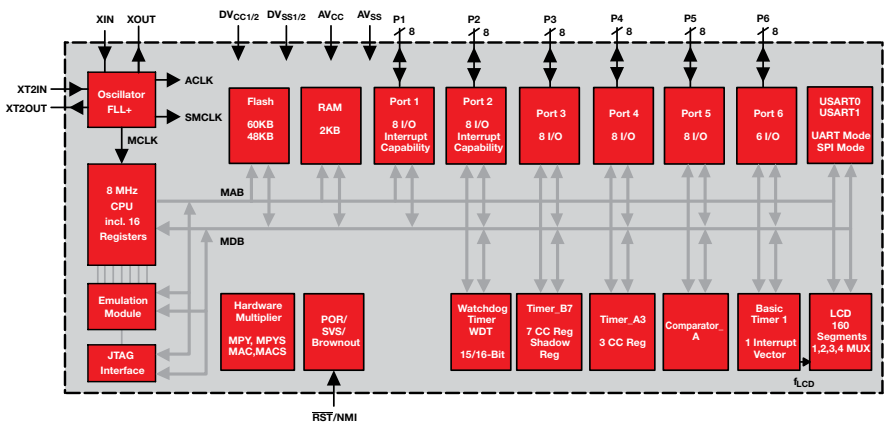 XIN
XOUT
DVCC1/2
DVSS1/2
AVCC
AVSS
P1
P2
P3
P4
P5
P6
8
8
8
8
8
8
XT2IN
XT2OUT
Oscillator
FLL+
ACLK
SMCLK
MCLK
Flash
60KB
48KB
RAM
2KB
Port 1
8 I/O
Interrupt
Capability
Port 2
8 I/O
Interrupt
Capability
Port 3
8 I/O
Port 4
8 I/O
Port 5
8 I/O
Port 6
6 I/O
USART0
USART1
UART Mode
SPI Mode
8 MHz
CPU
incl. 16
Registers
MAB
MDB
Emulation
Module
JTAG
Interface
Hardware
Multiplier
MPY, MPYS
MAC,MACS
POR/
SVS/
Brownout
Watchdog
Timer
WDT
15/16-Bit
Timer_B7
7 CC Reg
Shadow
Reg
Timer_A3
3 CC Reg
Comparator_
A
Basic
Timer 1
1 Interrupt
Vector
LCD
160
Segments
1,2,3,4 MUX
fLCD
RST/NMI